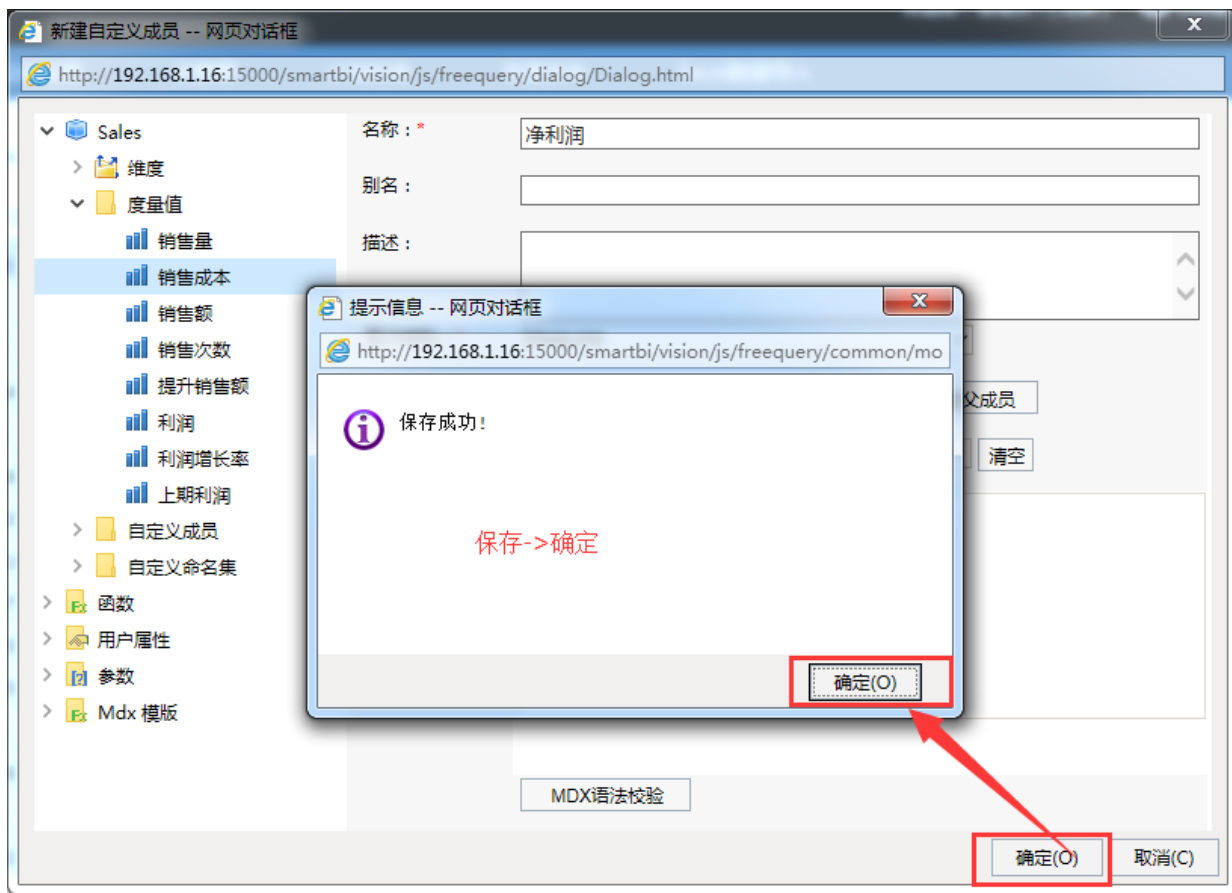 新建自定义成员 -- 网页对话框
x
http://192.168.1.16:15000/smartbi/vision/js/freequery/dialog/Dialog.html
Sales
维度
度量值
销售量
销售成本
销售额
销售次数
提升销售额
利润
利润增长率
上期利润
自定义成员
自定义命名集
函数
用户属性
参数
Mdx 模版
名称：*
净利润
别名：
描述：
提示信息 -- 网页对话框
x
http://192.168.1.16:15000/smartbi/vision/js/freequery/common/mo
保存成功!
保存->确定
确定(O)
父成员
清空
MDX语法校验
确定(O)
取消(C)